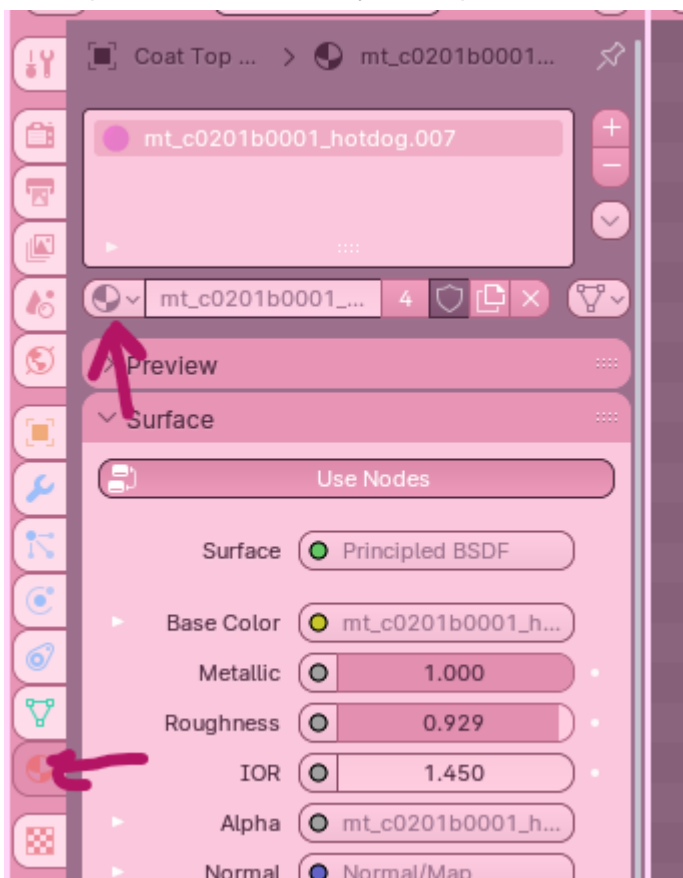 Coat Top ... > mt_c0201b0001...
mt_c0201b0001_hotdog.007
mt_c0201b0001_... 4
Preview
Surface
Use Nodes
Surface Principled BSDF
Base Color mt_c0201b0001_h...
Metallic 1.000
Roughness 0.929
IOR 1.450
Alpha mt_c0201b0001_h...
Normal Normal/Map